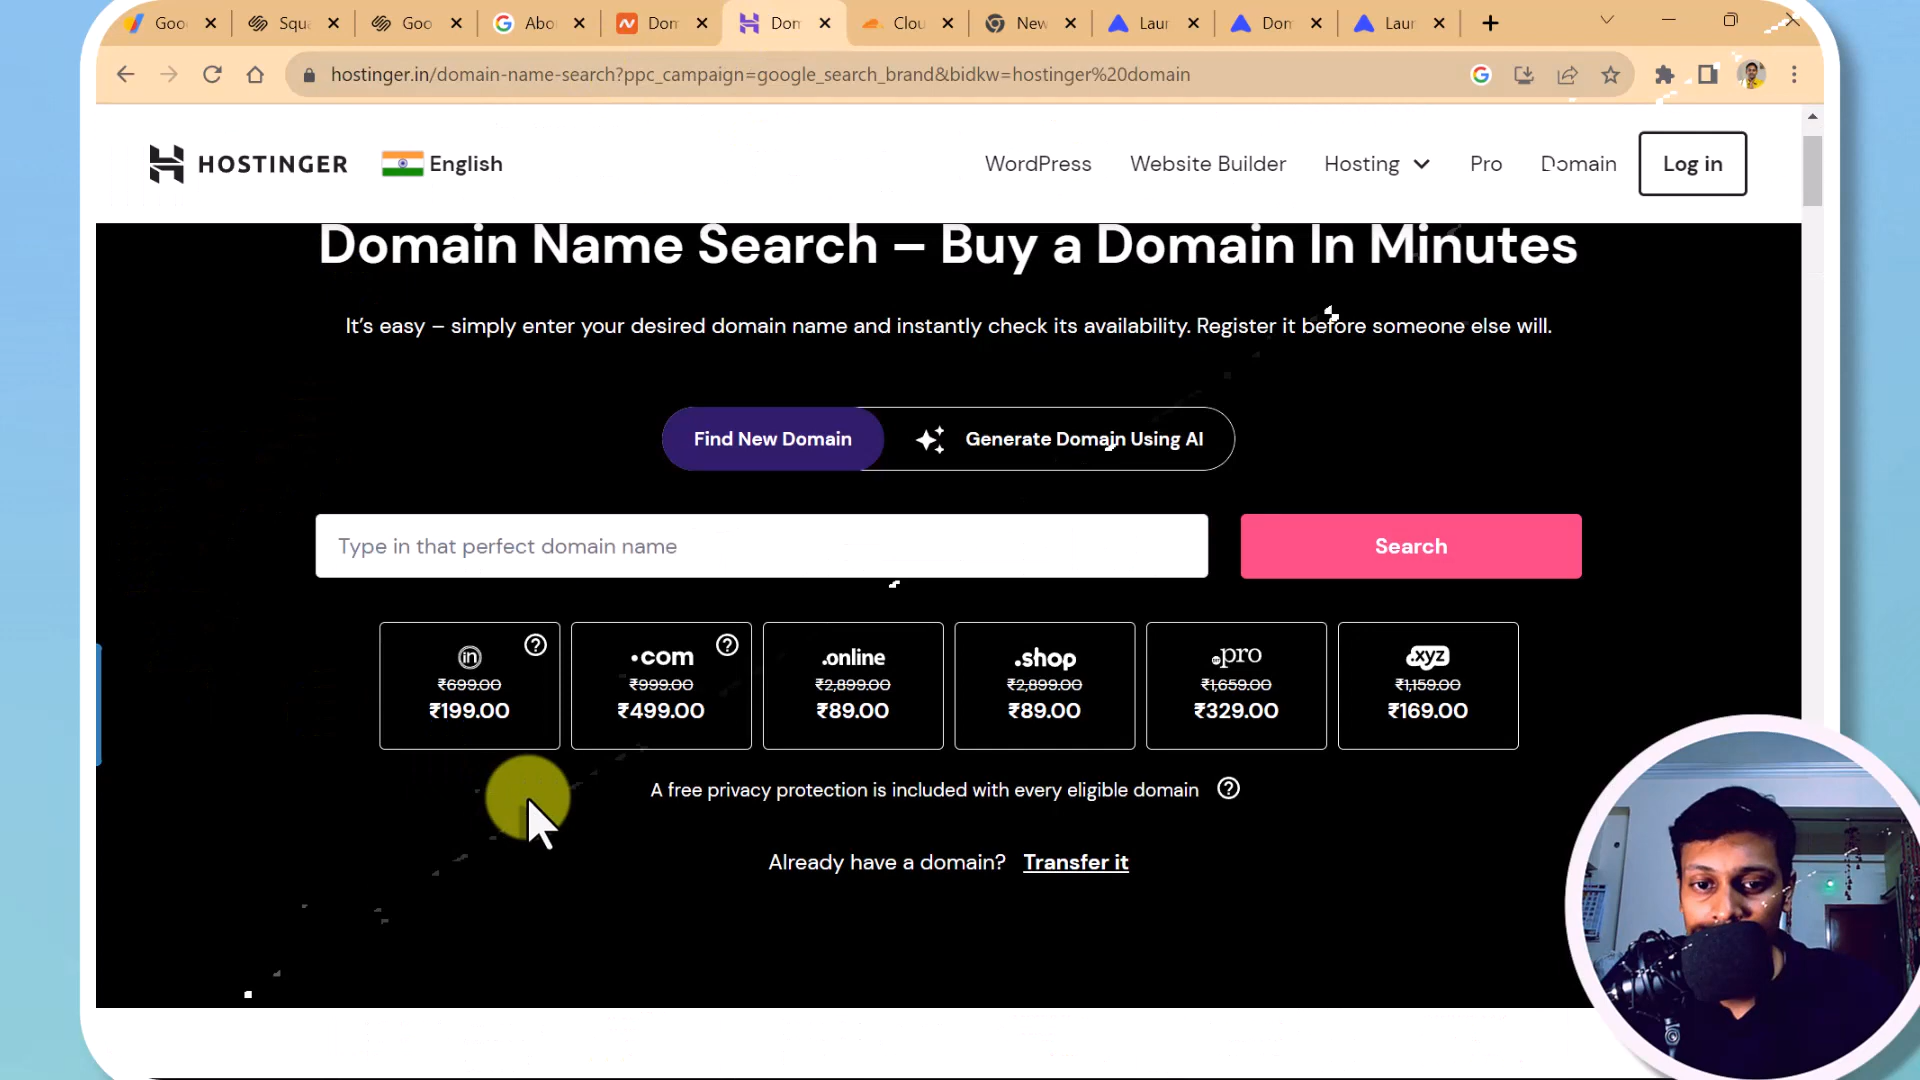 Goo
Squ
Goo
Abo
Dom
Dom
Clou
New
Laun
Dom
Laun
hostinger.in/domain-name-search?ppc_campaign=google_search_brand&bidkw=hostinger%20domain
HOSTINGER English WordPress Website Builder Hosting Pro Domain Log in
Domain Name Search – Buy a Domain In Minutes
It's easy – simply enter your desired domain name and instantly check its availability. Register it before someone else will.
Find New Domain Generate Domain Using AI
Type in that perfect domain name Search
in .com .online .shop .pro .xyz
₹699.00 ₹999.00 ₹2,899.00 ₹2,899.00 ₹1,659.00 ₹1,159.00
₹199.00 ₹499.00 ₹89.00 ₹89.00 ₹329.00 ₹169.00
A free privacy protection is included with every eligible domain
Already have a domain? Transfer it